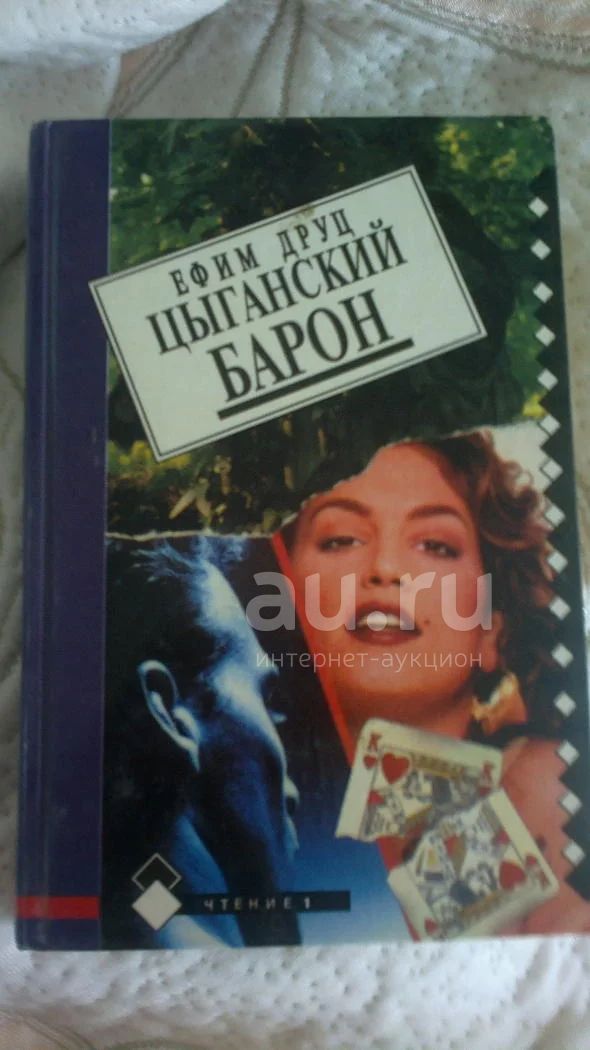 ЕФИМ ДРУЦ
ЦЫГАНСКИЙ
БАРОН
au.ru
интернет-аукцион
K
K
ЧТЕНИЕ 1